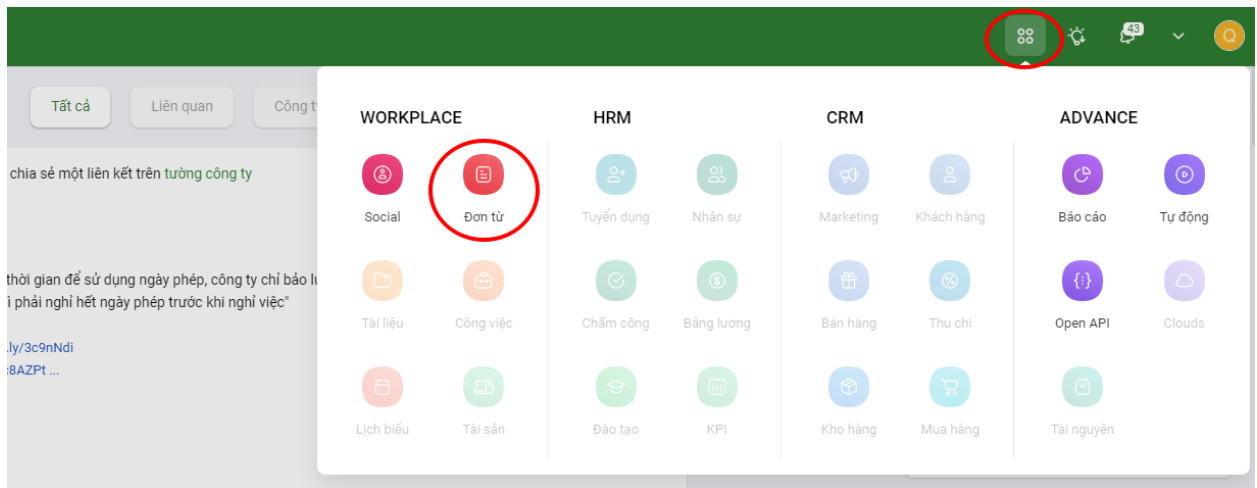 43
Q
Tất cả
Liên quan
Công t
chia sẻ một liên kết trên tường công ty
thời gian để sử dụng ngày phép, công ty chỉ bảo lu
ì phải nghỉ hết ngày phép trước khi nghỉ việc"
.ly/3c9nNdi
8AZPt ...
WORKPLACE
HRM
CRM
ADVANCE
Social
Đơn từ
Tuyển dụng
Nhân sự
Marketing
Khách hàng
Báo cáo
Tự động
Tài liệu
Công việc
Chấm công
Bảng lương
Bán hàng
Thu chi
Open API
Clouds
Lịch biểu
Tài sản
Đào tạo
KPI
Kho hàng
Mua hàng
Tài nguyên